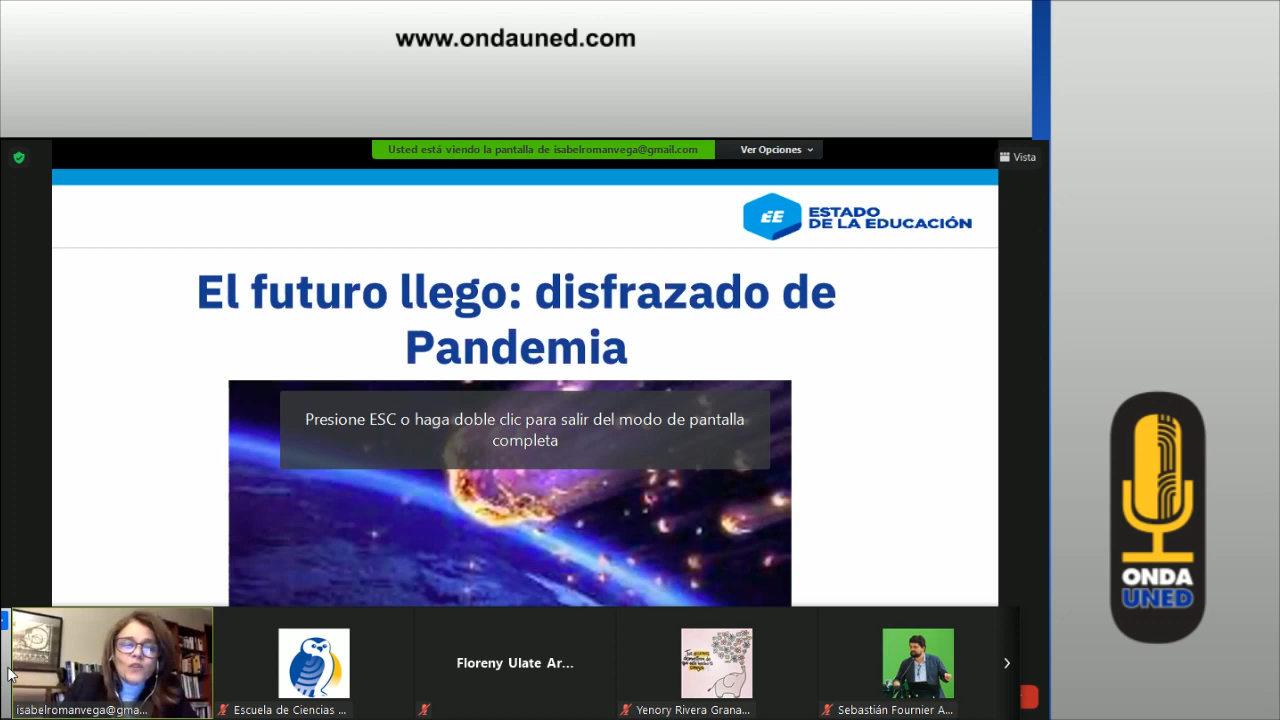 www.ondauned.com
Usted está viendo la pantalla de isabelromanvega@gmail.com
Ver Opciones
Vista
ÉE
ESTADO
DE LA EDUCACIÓN
El futuro llego: disfrazado de
Pandemia
Presione ESC o haga doble clic para salir del modo de pantalla
completa
ONDA
UNED
Floreny Ulate Ar...
isabelromanvega@gma...
Escuela de Ciencias ...
Yenory Rivera Grana...
Sebastián Fournier A...